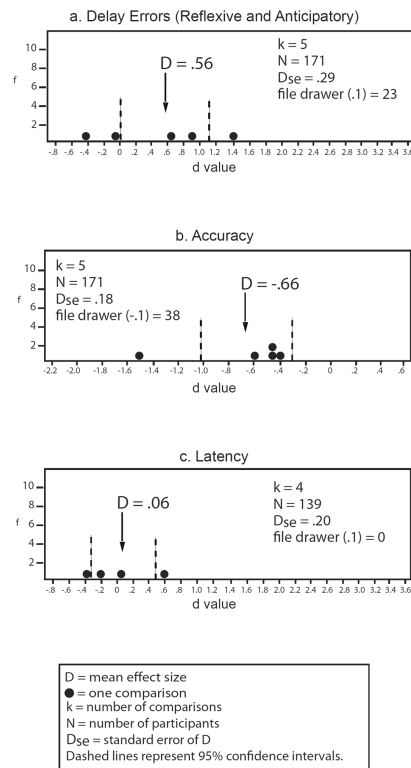 a. Delay Errors (Reflexive and Anticipatory)
10
8
f
6
4
2
D = .56
k = 5
N = 171
Dse = .29
file drawer (.1) = 23
-.8 -.6 -.4 -.2 0 .2 .4 .6 .8 1.0 1.2 1.4 1.6 1.8 2.0 2.2 2.4 2.6 2.8 3.0 3.2 3.4 3.6
d value
b. Accuracy
10
8
f
6
4
2
k = 5
N = 171
Dse = .18
file drawer (-.1) = 38
D = -.66
-2.2 -2.0 -1.8 -1.6 -1.4 -1.2 -1.0 -.8 -.6 -.4 -.2 0 .2 .4 .6
d value
c. Latency
10
8
f
6
4
2
D = .06
k = 4
N = 139
Dse = .20
file drawer (.1) = 0
-.8 -.6 -.4 -.2 0 .2 .4 .6 .8 1.0 1.2 1.4 1.6 1.8 2.0 2.2 2.4 2.6 2.8 3.0 3.2 3.4 3.6
d value
D = mean effect size
= one comparison
k = number of comparisons
N = number of participants
Dse = standard error of D
Dashed lines represent 95% confidence intervals.